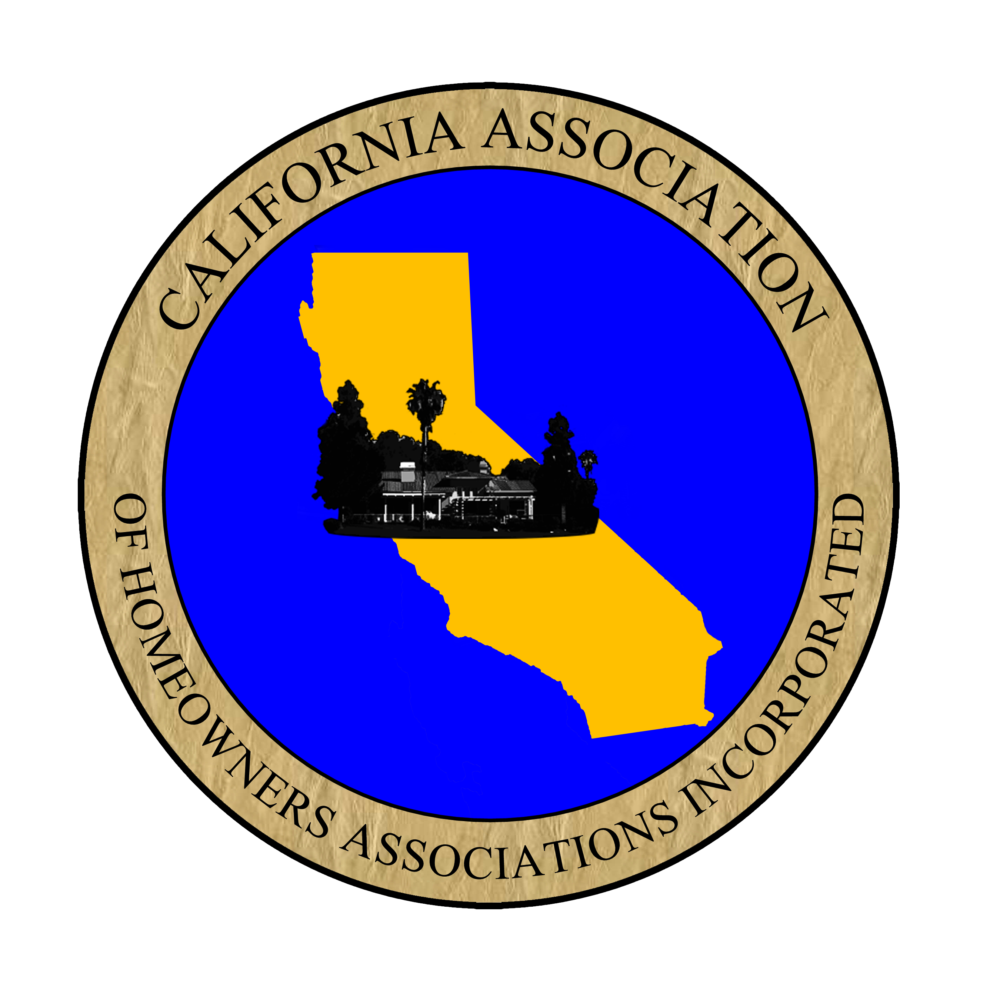 CALIFORNIA ASSOCIATION
OF HOMEOWNERS ASSOCIATIONS INCORPORATED